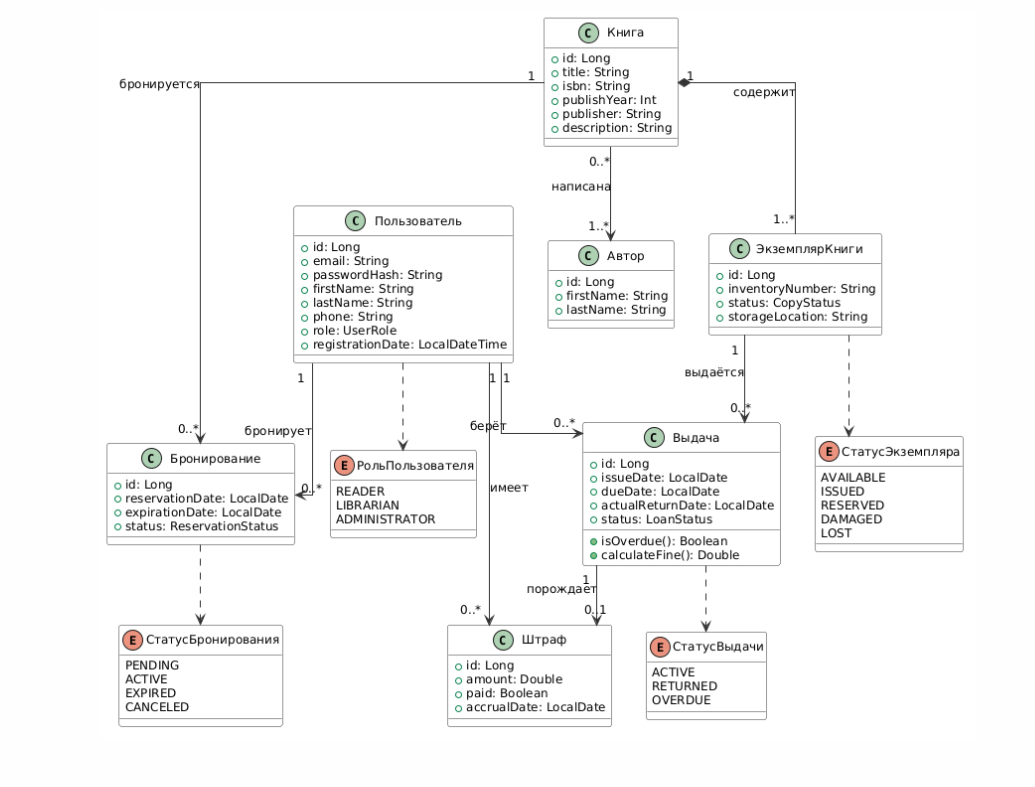 C Книга
id: Long
title: String
isbn: String
publishYear: Int
publisher: String
description: String
1
1
бронируется
содержит
0..*
написана
1..*
1..*
C Пользователь
id: Long
email: String
passwordHash: String
firstName: String
lastName: String
phone: String
role: UserRole
registrationDate: LocalDateTime
C Автор
id: Long
firstName: String
lastName: String
C ЭкземплярКниги
id: Long
inventoryNumber: String
status: CopyStatus
storageLocation: String
1
1
1
1
выдаётся
0..*
0..*
бронирует
берёт
0..*
C Бронирование
id: Long
reservationDate: LocalDate
expirationDate: LocalDate
status: ReservationStatus
0..*
E РольПользователя
READER
LIBRARIAN
ADMINISTRATOR
имеет
C Выдача
id: Long
issueDate: LocalDate
dueDate: LocalDate
actualReturnDate: LocalDate
status: LoanStatus
isOverdue(): Boolean
calculateFine(): Double
E СтатусЭкземпляра
AVAILABLE
ISSUED
RESERVED
DAMAGED
LOST
1
порождает
0..*
0..1
E СтатусБронирования
PENDING
ACTIVE
EXPIRED
CANCELED
C Штраф
id: Long
amount: Double
paid: Boolean
accrualDate: LocalDate
E СтатусВыдачи
ACTIVE
RETURNED
OVERDUE